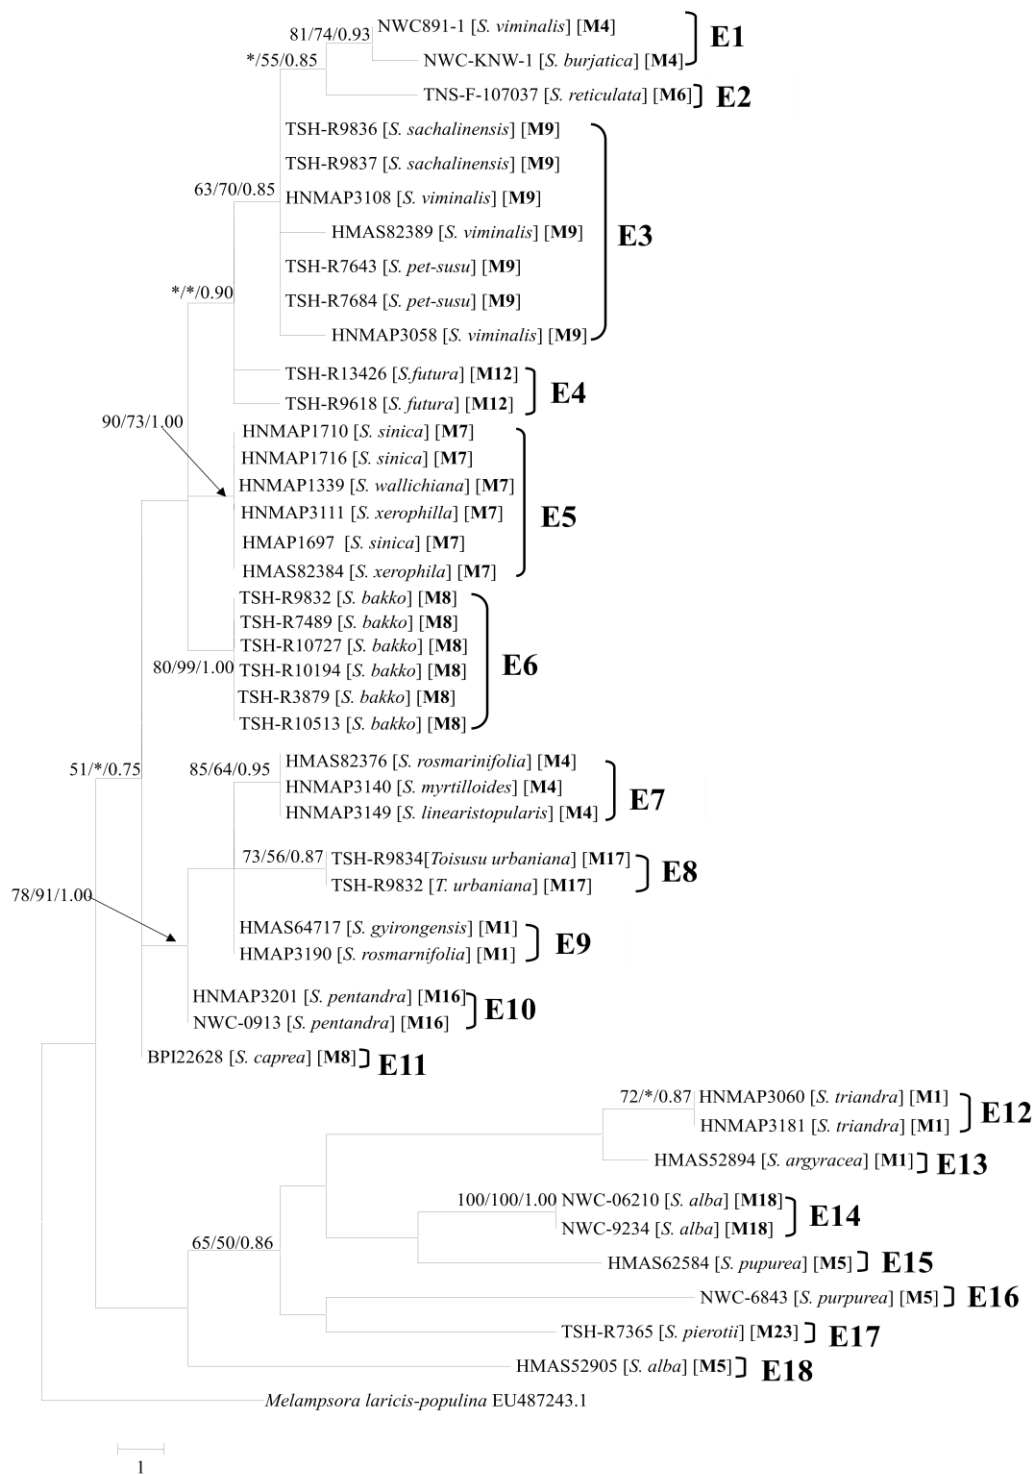 NWC891-1 [S. viminalis] [M4]
81/74/0.93
E1
*/55/0.85
NWC-KNW-1 [S. burjatica] [M4]
TNS-F-107037 [S. reticulata] [M6]
E2
TSH-R9836 [S. sachalinensis] [M9]
TSH-R9837 [S. sachalinensis] [M9]
63/70/0.85
HNMAP3108 [S. viminalis] [M9]
HMAS82389 [S. viminalis] [M9]
E3
TSH-R7643 [S. pet-susu] [M9]
*/*/0.90
TSH-R7684 [S. pet-susu] [M9]
HNMAP3058 [S. viminalis] [M9]
TSH-R13426 [S.futura] [M12]
E4
TSH-R9618 [S. futura] [M12]
90/73/1.00
HNMAP1710 [S. sinica] [M7]
HNMAP1716 [S. sinica] [M7]
HNMAP1339 [S. wallichiana] [M7]
HNMAP3111 [S. xerophilla] [M7]
E5
HMAP1697 [S. sinica] [M7]
HMAS82384 [S. xerophila] [M7]
TSH-R9832 [S. bakko] [M8]
TSH-R7489 [S. bakko] [M8]
TSH-R10727 [S. bakko] [M8]
80/99/1.00
TSH-R10194 [S. bakko] [M8]
E6
TSH-R3879 [S. bakko] [M8]
TSH-R10513 [S. bakko] [M8]
51/*/0.75
85/64/0.95
HMAS82376 [S. rosmarinifolia] [M4]
HNMAP3140 [S. myrtilloides] [M4]
E7
HNMAP3149 [S. linearistopularis] [M4]
73/56/0.87
TSH-R9834[Toisusu urbaniana] [M17]
E8
TSH-R9832 [T. urbaniana] [M17]
78/91/1.00
HMAS64717 [S. gyirongensis] [M1]
E9
HMAP3190 [S. rosmarnifolia] [M1]
HNMAP3201 [S. pentandra] [M16]
E10
NWC-0913 [S. pentandra] [M16]
BPI22628 [S. caprea] [M8]
E11
72/*/0.87
HNMAP3060 [S. triandra] [M1]
E12
HNMAP3181 [S. triandra] [M1]
HMAS52894 [S. argyracea] [M1]
E13
100/100/1.00
NWC-06210 [S. alba] [M18]
E14
NWC-9234 [S. alba] [M18]
65/50/0.86
HMAS62584 [S. pupurea] [M5]
E15
NWC-6843 [S. purpurea] [M5]
E16
TSH-R7365 [S. pierotii] [M23]
E17
HMAS52905 [S. alba] [M5]
E18
Melampsora laricis-populina EU487243.1
1